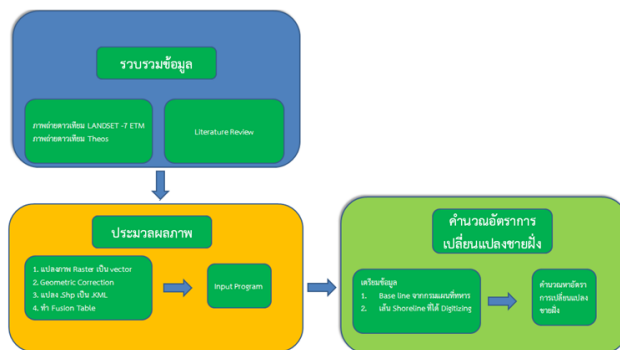 รวบรวมข้อมูล
ภาพถ่ายดาวเทียม LANDSET -7 ETM
ภาพถ่ายดาวเทียม Theos
Literature Review
ประมวลผลภาพ
1. แปลงภาพ Raster เป็น vector
2. Geometric Correction
3. แปลง .Shp เป็น .KML
4. ทำ Fusion Table
Input Program
คำนวณอัตราการ
เปลี่ยนแปลงชายฝั่ง
เตรียมข้อมูล
1. Base line จากกรมแผนที่ทหาร
2. เส้น Shoreline ที่ได้ Digitizing
คำนวนหาอัตรา
การเปลี่ยนแปลง
ชายฝั่ง